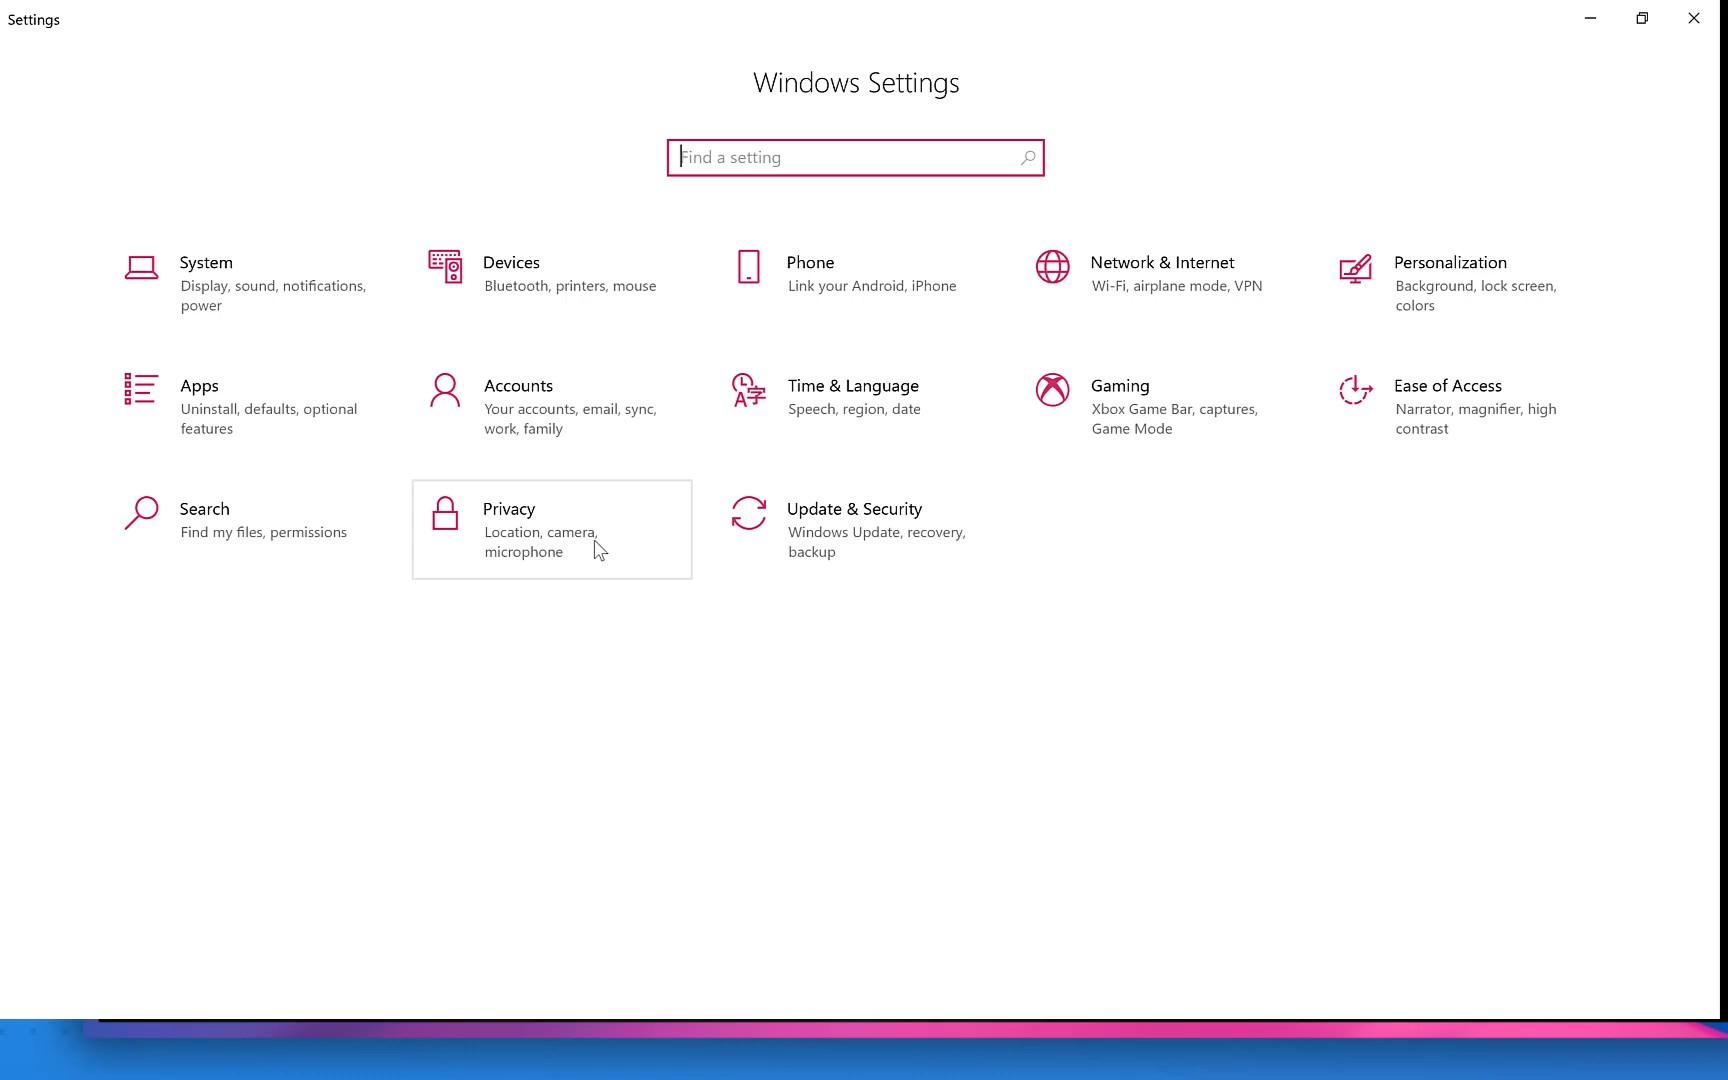 Settings
Windows Settings
Find a setting
System
Display, sound, notifications,
power
Devices
Bluetooth, printers, mouse
Phone
Link your Android, iPhone
Network & Internet
Wi-Fi, airplane mode, VPN
Personalization
Background, lock screen,
colors
Apps
Uninstall, defaults, optional
features
Accounts
Your accounts, email, sync,
work, family
Time & Language
Speech, region, date
Gaming
Xbox Game Bar, captures,
Game Mode
Ease of Access
Narrator, magnifier, high
contrast
Search
Find my files, permissions
Privacy
Location, camera,
microphone
Update & Security
Windows Update, recovery,
backup